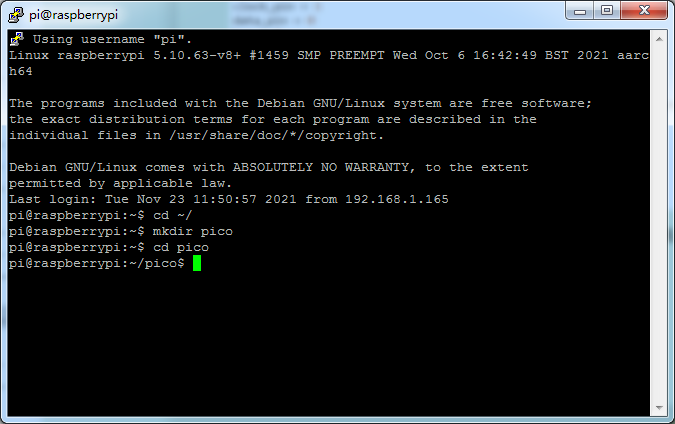 pi@raspberrypi
Using username "pi".
Linux raspberrypi 5.10.63-v8+ #1459 SMP PREEMPT Wed Oct 6 16:42:49 BST 2021 aarc
h64
The programs included with the Debian GNU/Linux system are free software;
the exact distribution terms for each program are described in the
individual files in /usr/share/doc/*/copyright.
Debian GNU/Linux comes with ABSOLUTELY NO WARRANTY, to the extent
permitted by applicable law.
Last login: Tue Nov 23 11:50:57 2021 from 192.168.1.165
pi@raspberrypi:~$ cd ~/
pi@raspberrypi:~$ mkdir pico
pi@raspberrypi:~$ cd pico
pi@raspberrypi:~/pico$